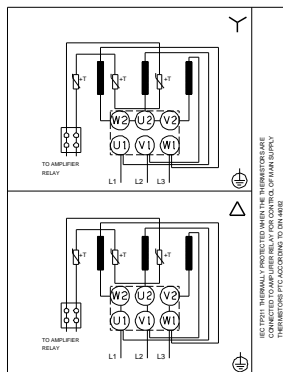 +T
+T
+T
W2 U2 V2
U1 V1 W1
TO AMPLIFIER
RELAY
L1 L2 L3
+T
+T
+T
W2 U2 V2
U1 V1 W1
TO AMPLIFIER
RELAY
L1 L2 L3
IEC TP211 THERMALLY PROTECTED WHEN THE THERMISTORS ARE
CONNECTED TO AMPLIFIER RELAY FOR CONTROL OF MAIN SUPPLY
THERMISTORS PTC ACCORDING TO DIN 44082